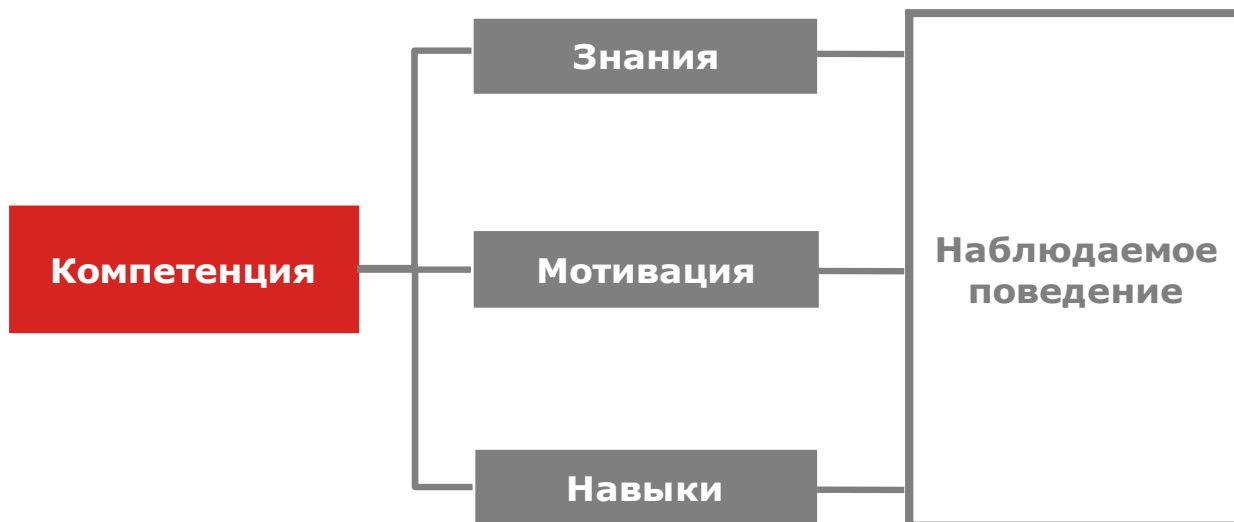 Знания
Компетенция
Мотивация
Наблюдаемое
поведение
Навыки